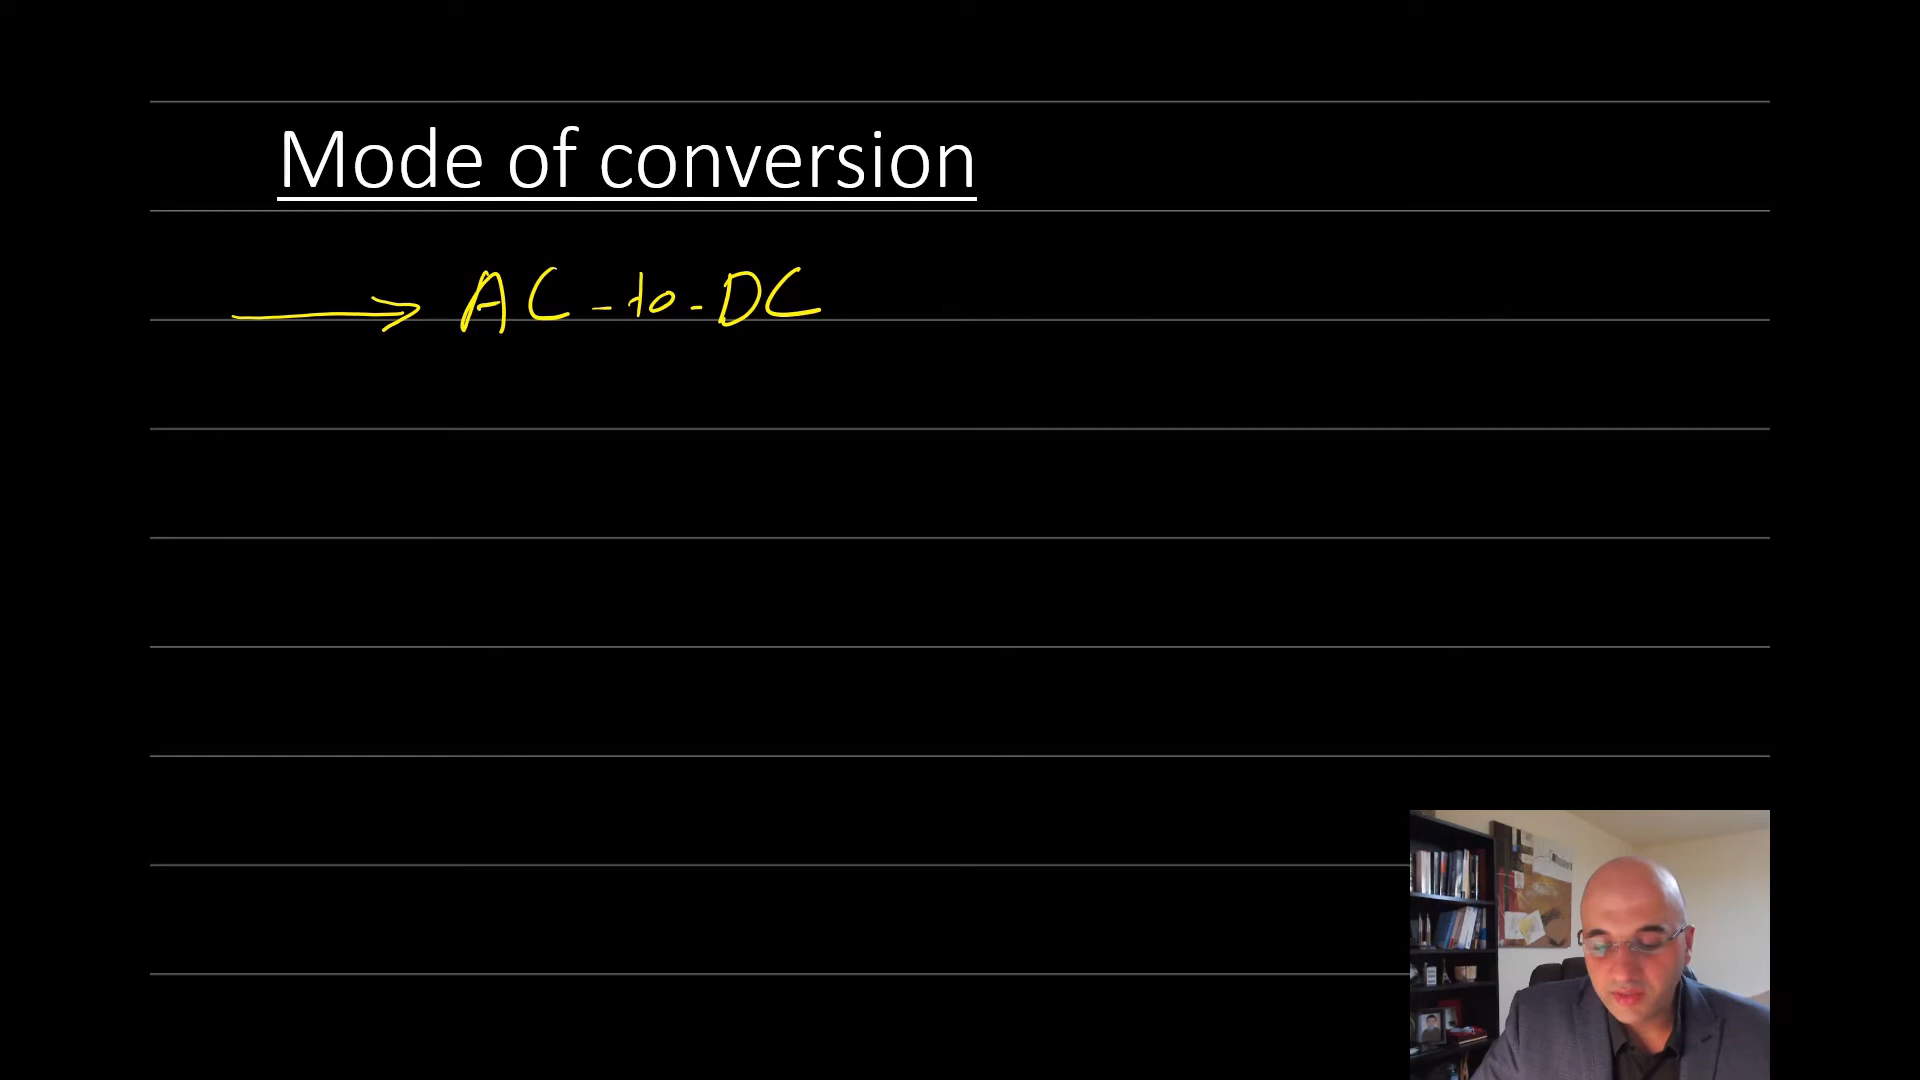 Mode of conversion
→ AC-to-DC